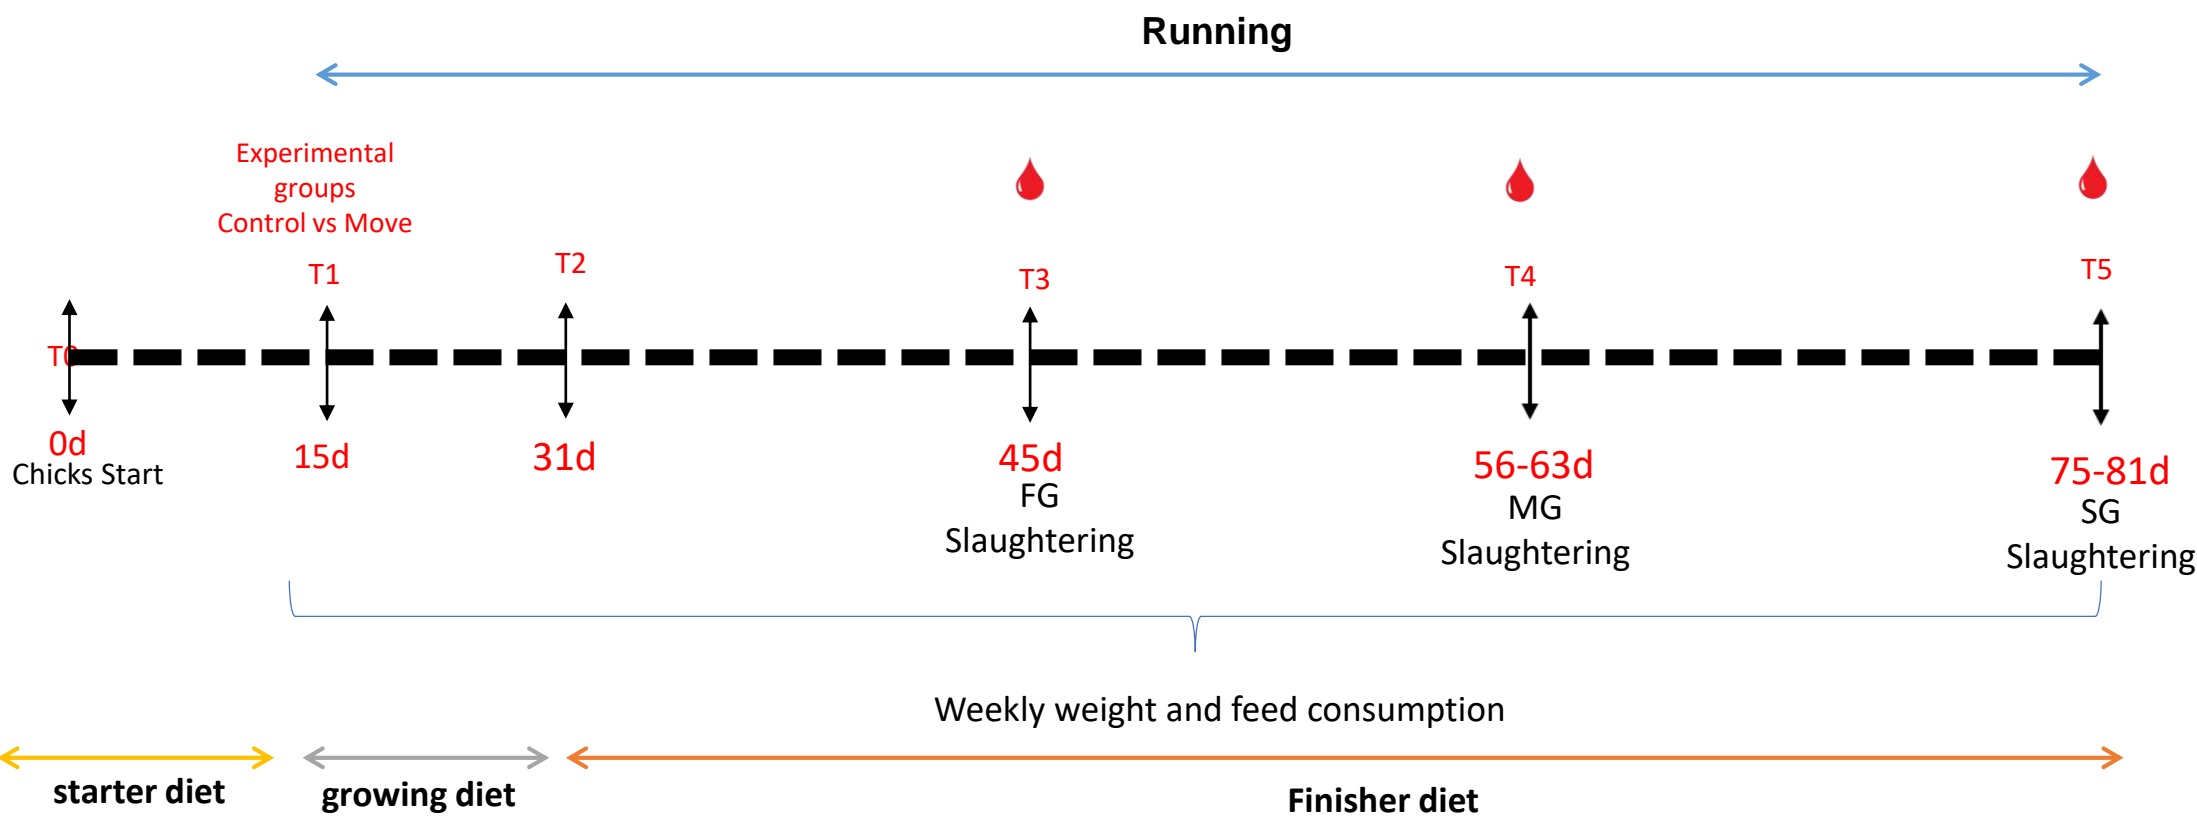 Running
Experimental
groups
Control vs Move
T1
T2
T3
T4
T5
T0
0d
Chicks Start
15d
31d
45d
FG
Slaughtering
56-63d
MG
Slaughtering
75-81d
SG
Slaughtering
Weekly weight and feed consumption
starter diet
growing diet
Finisher diet